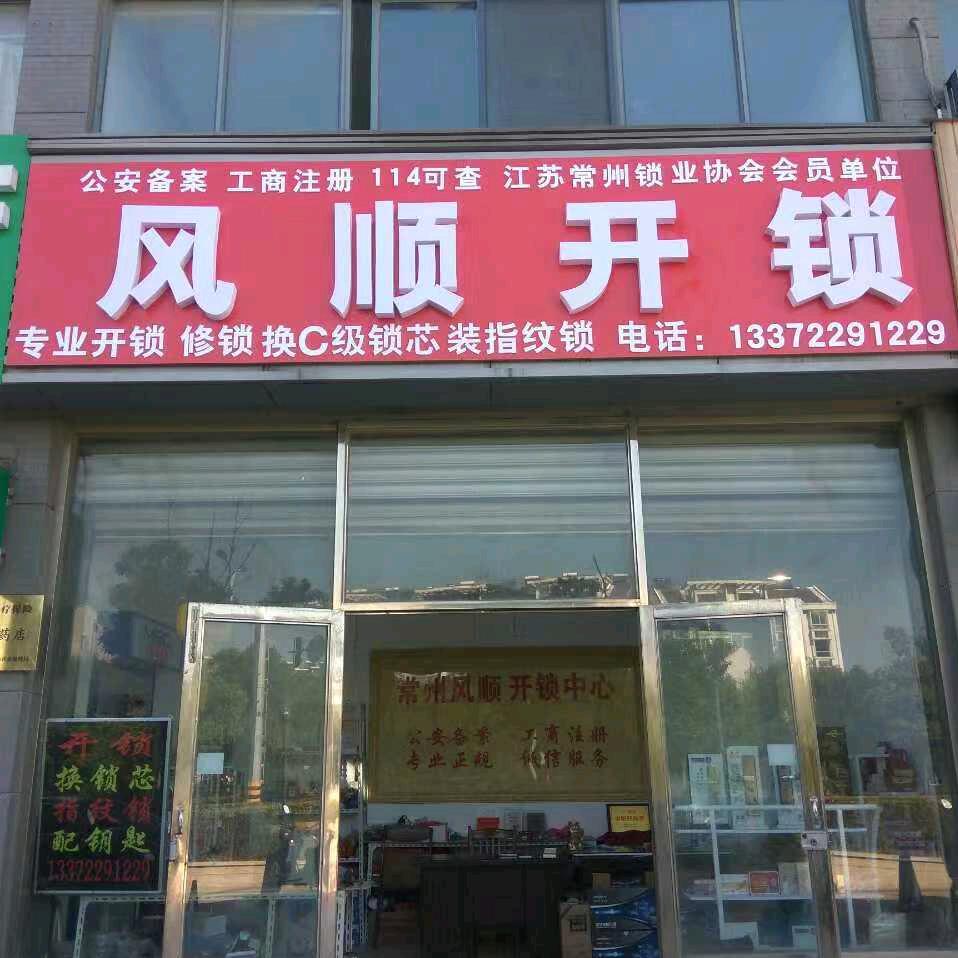 公安备案 工商注册 114可查 江苏常州锁业协会会员单位
风顺开锁
专业开锁 修锁 换C级锁芯 装指纹锁 电话：13372291229
常州风顺开锁中心
公安备案 工商注册
专业正规 诚信服务
药店
开锁
换锁芯
指纹锁
配钥匙
13372291229